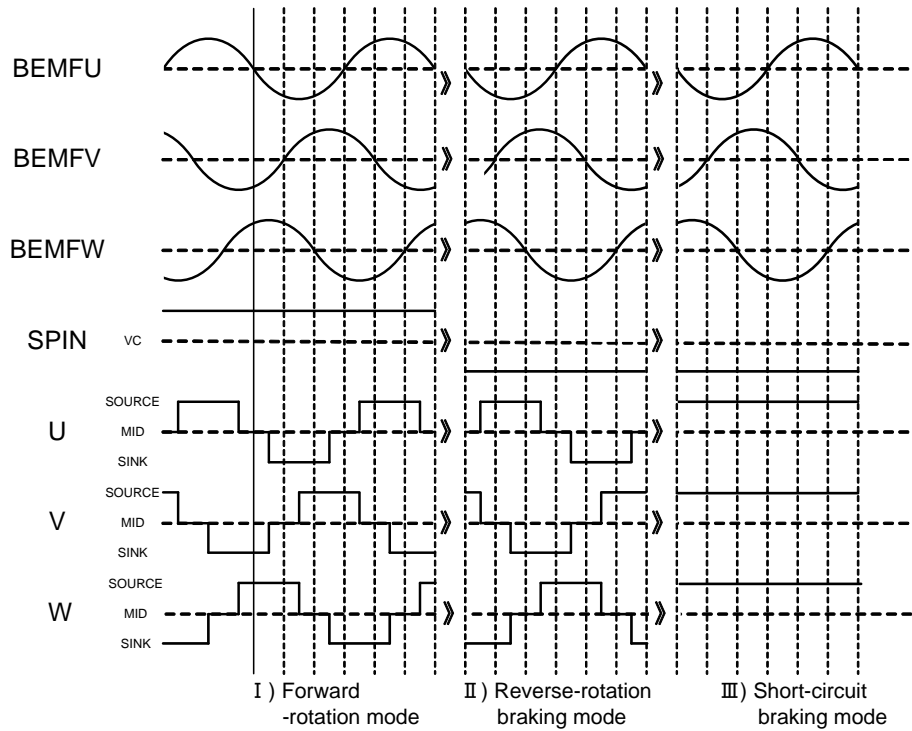 BEMFU
BEMFV
BEMFW
SPIN VC
SOURCE
U MID
SINK
SOURCE
V MID
SINK
SOURCE
W MID
SINK
Ⅰ) Forward
-rotation mode
Ⅱ) Reverse-rotation
braking mode
Ⅲ) Short-circuit
braking mode